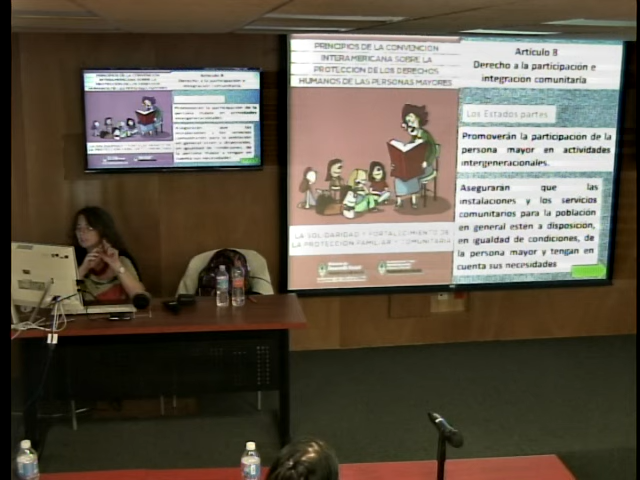 PRINCIPIOS DE LA CONVENCION
INTERAMERICANA SOBRE LA
PROTECCION DE LOS DERECHOS
HUMANOS DE LAS PERSONAS MAYORES
LA SOLIDARIDAD Y FORTALECIMIENTO DE
LA PROTECCION FAMILIAR Y COMUNITARIA
Artículo 8
Derecho a la participación e
integracion comunitaria
Los Estados partes
Promoverán la participación de la
persona mayor en actividades
intergeneracionales.
Asegurarán que las
instalaciones y los servicios
comunitarios para la población
en general estén a disposición,
en igualdad de condiciones, de
la persona mayor y tengan en
cuenta sus necesidades